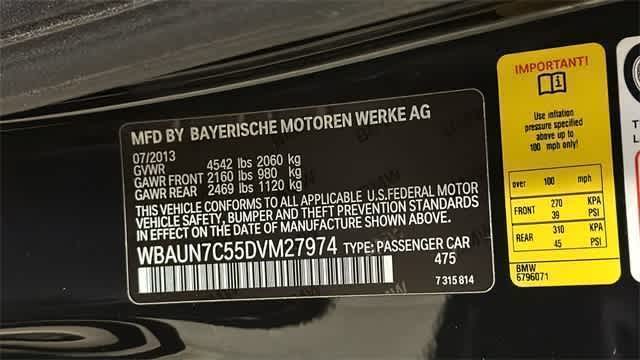 MFD BY BAYERISCHE MOTOREN WERKE AG
07/2013
GVWR 4542 lbs 2060 kg
GAWR FRONT 2160 lbs 980 kg
GAWR REAR 2469 lbs 1120 kg
THIS VEHICLE CONFORMS TO ALL APPLICABLE U.S.FEDERAL MOTOR
VEHICLE SAFETY, BUMPER AND THEFT PREVENTION STANDARDS
IN EFFECT ON THE DATE OF MANUFACTURE SHOWN ABOVE.
WBAUN7C55DVM27974 TYPE: PASSENGER CAR
475
7 315 814
IMPORTANT!
Use inflation
pressure specified
above up to
100 mph only!
over 100 mph
FRONT 270 KPA
39 PSI
REAR 310 KPA
45 PSI
BMW
6796071